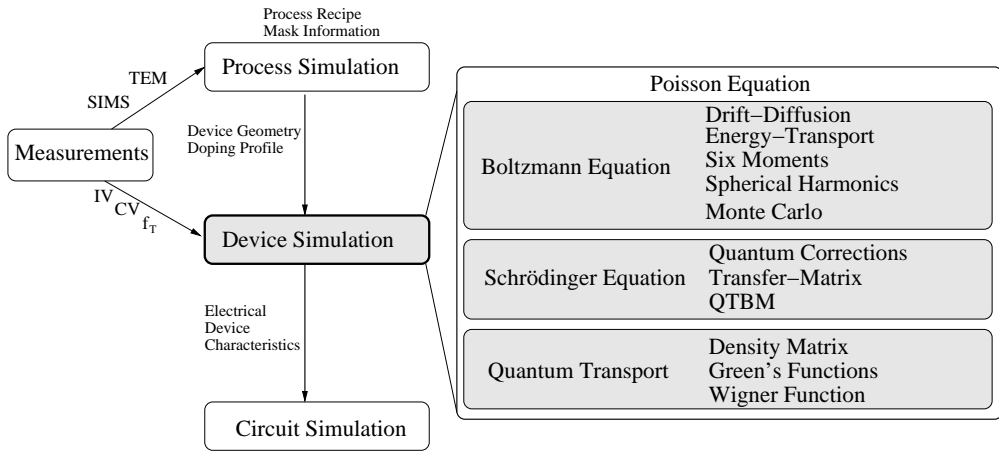 Process Recipe
Mask Information
Process Simulation
TEM
SIMS
Measurements
Device Geometry
Doping Profile
IV
CV
f_T
Device Simulation
Electrical
Device
Characteristics
Circuit Simulation
Poisson Equation
Boltzmann Equation
Drift−Diffusion
Energy−Transport
Six Moments
Spherical Harmonics
Monte Carlo
Schrödinger Equation
Quantum Corrections
Transfer−Matrix
QTBM
Quantum Transport
Density Matrix
Green's Functions
Wigner Function